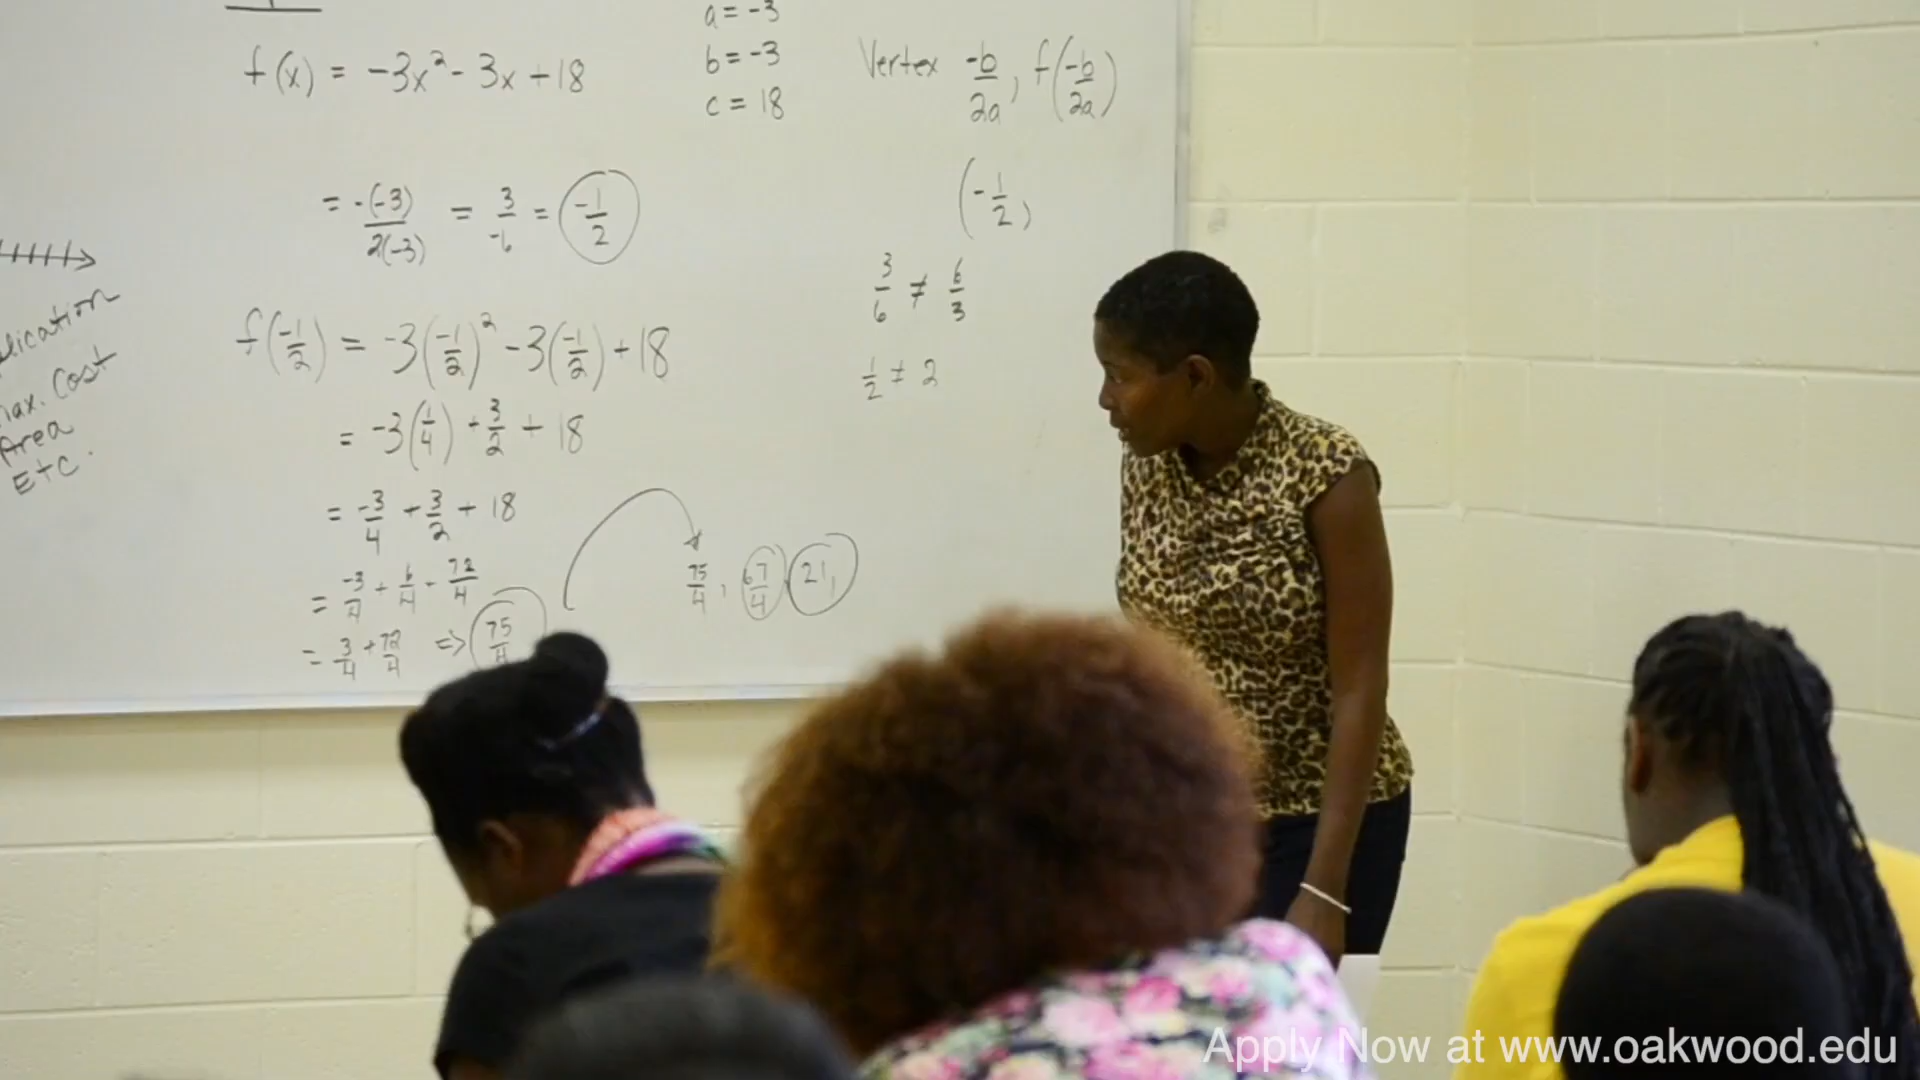 f(x) = -3x² - 3x + 18
a = -3
b = -3
c = 18
Vertex -b/2a, f(-b/2a)
= -(-3)/2(-3) = 3/-6 = -1/2
(-1/2,
3/6 ≠ 6/3
1/2 ≠ 2
f(-1/2) = -3(-1/2)² - 3(-1/2) + 18
= -3(1/4) + 3/2 + 18
= -3/4 + 3/2 + 18
= -3/4 + 6/4 + 72/4
= 3/4 + 72/4 => 75/4
75/4, 67/4, 21,
Max. Cost
Area
Etc.
Apply Now at www.oakwood.edu